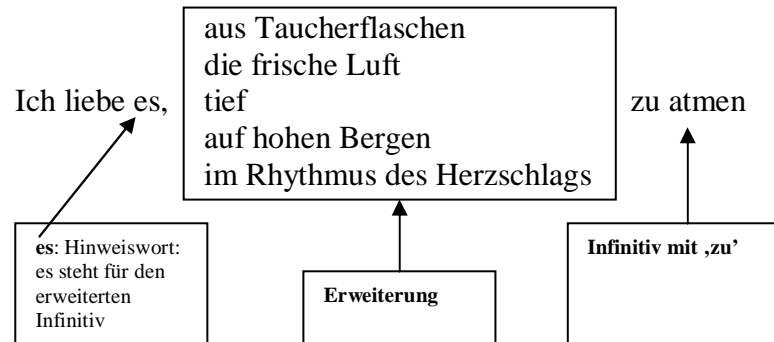 aus Taucherflaschen
die frische Luft
Ich liebe es, tief zu atmen
auf hohen Bergen
im Rhythmus des Herzschlags
es: Hinweiswort:
es steht für den
erweiterten
Infinitiv
Erweiterung
Infinitiv mit ‚zu’